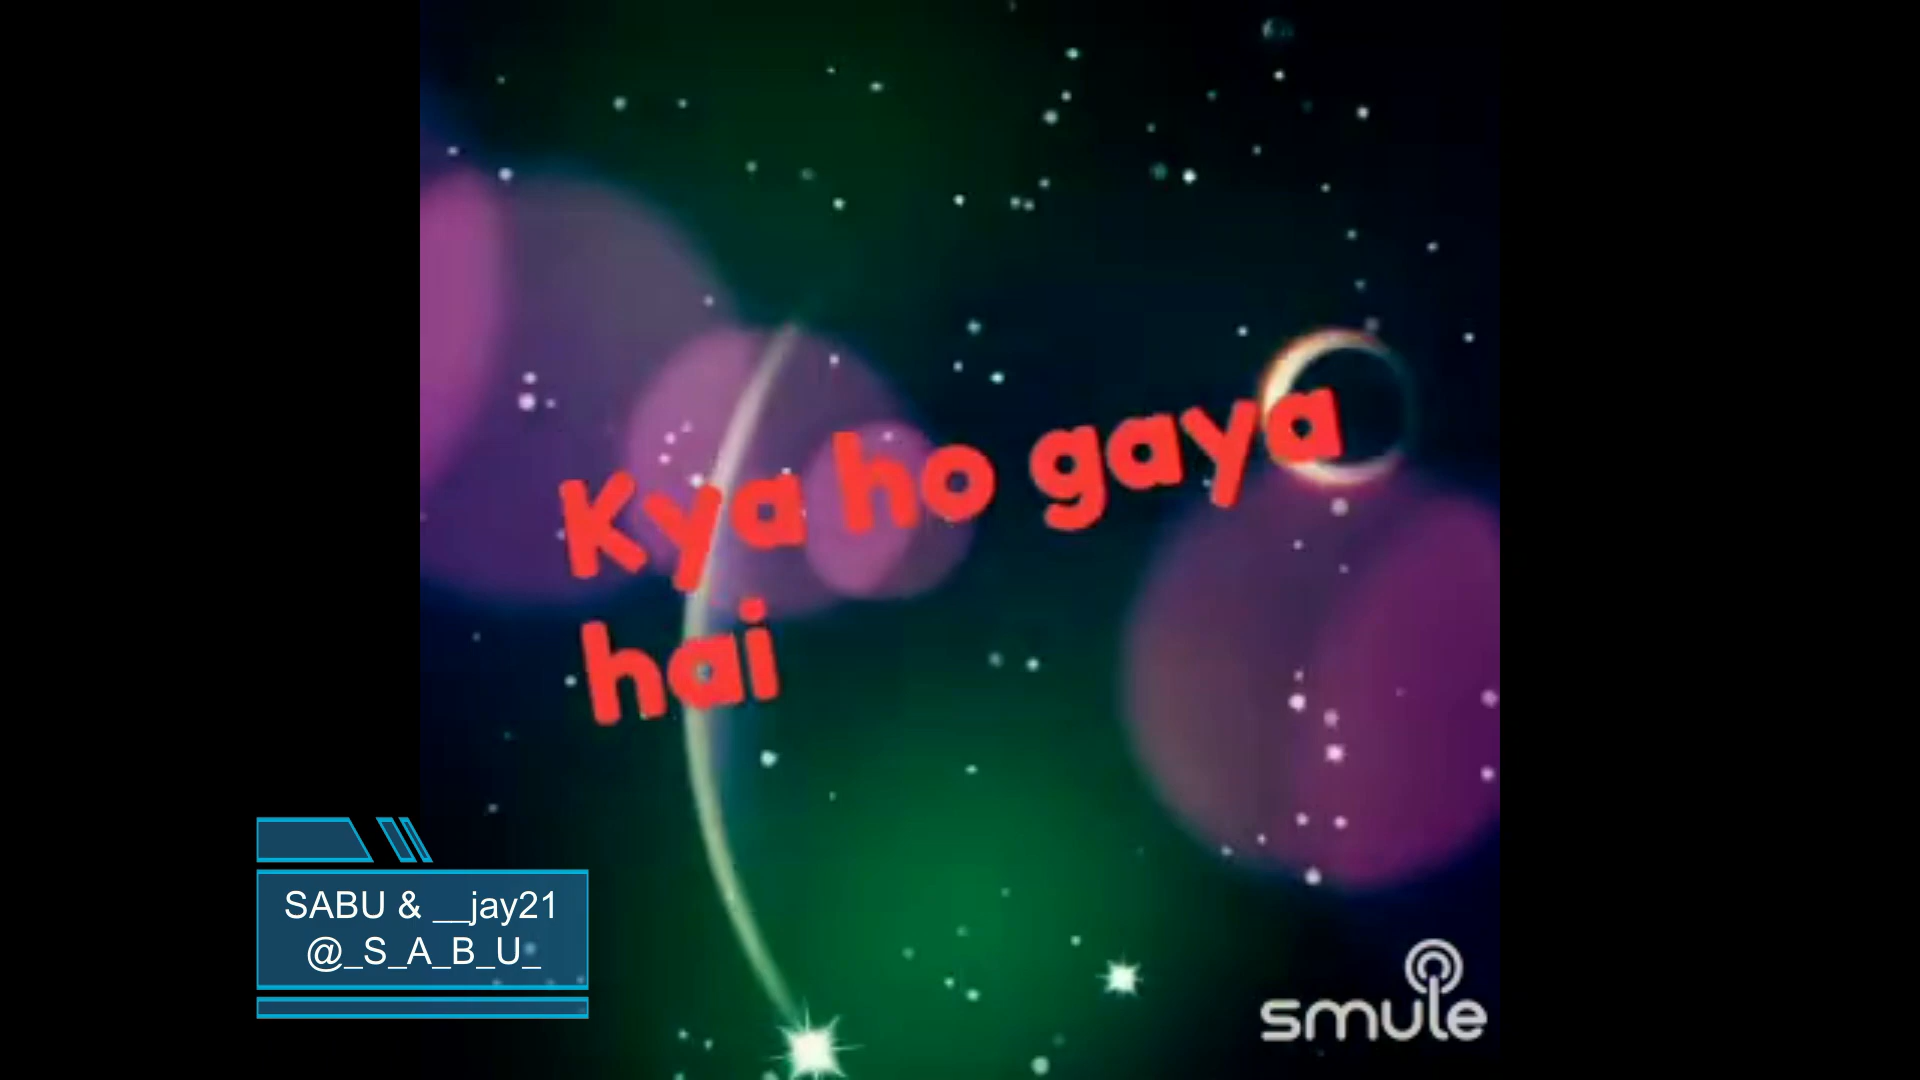 Kya ho gaya
hai
SABU & __jay21
@_S_A_B_U_
smule